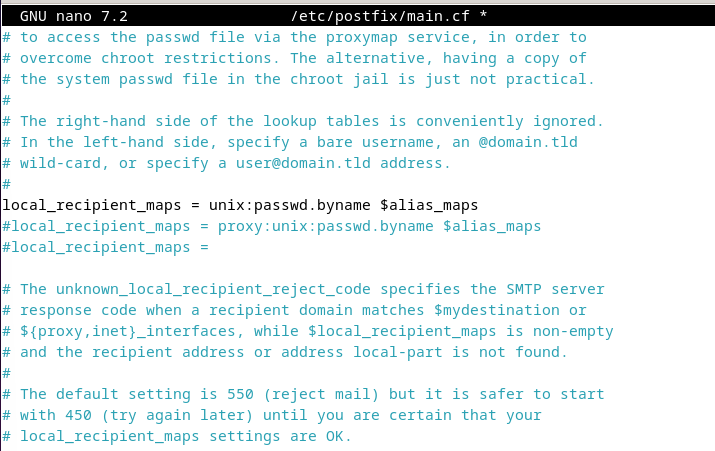 GNU nano 7.2 /etc/postfix/main.cf *
# to access the passwd file via the proxymap service, in order to
# overcome chroot restrictions. The alternative, having a copy of
# the system passwd file in the chroot jail is just not practical.
#
# The right-hand side of the lookup tables is conveniently ignored.
# In the left-hand side, specify a bare username, an @domain.tld
# wild-card, or specify a user@domain.tld address.
#
local_recipient_maps = unix:passwd.byname $alias_maps
#local_recipient_maps = proxy:unix:passwd.byname $alias_maps
#local_recipient_maps =
# The unknown_local_recipient_reject_code specifies the SMTP server
# response code when a recipient domain matches $mydestination or
# ${proxy,inet}_interfaces, while $local_recipient_maps is non-empty
# and the recipient address or address local-part is not found.
#
# The default setting is 550 (reject mail) but it is safer to start
# with 450 (try again later) until you are certain that your
# local_recipient_maps settings are OK.